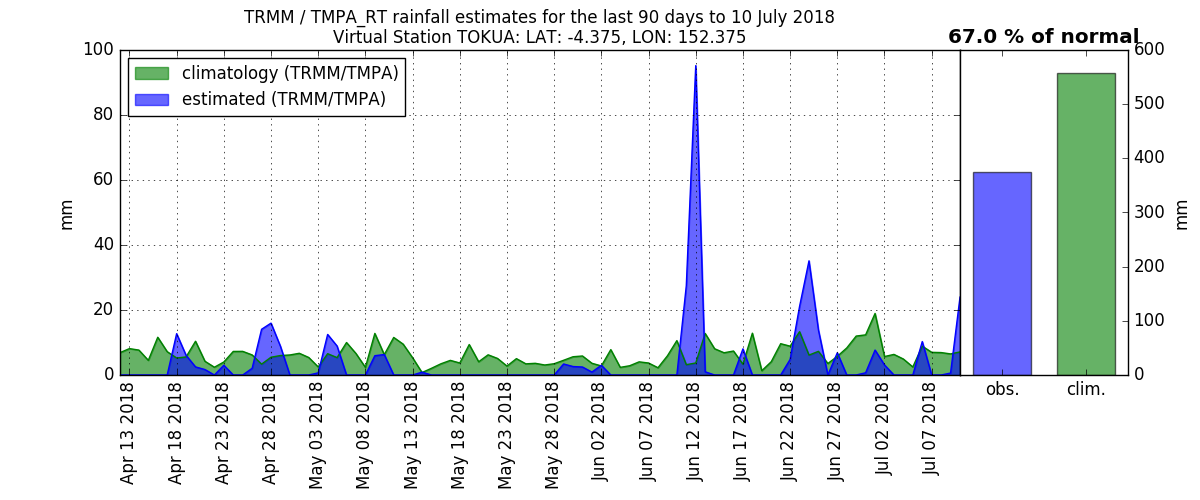 TRMM / TMPA_RT rainfall estimates for the last 90 days to 10 July 2018
Virtual Station TOKUA: LAT: -4.375, LON: 152.375
67.0 % of normal
climatology (TRMM/TMPA)
estimated (TRMM/TMPA)
100
80
60
40
20
0
mm
600
500
400
300
200
100
0
mm
Apr 13 2018
Apr 18 2018
Apr 23 2018
Apr 28 2018
May 03 2018
May 08 2018
May 13 2018
May 18 2018
May 23 2018
May 28 2018
Jun 02 2018
Jun 07 2018
Jun 12 2018
Jun 17 2018
Jun 22 2018
Jun 27 2018
Jul 02 2018
Jul 07 2018
obs.
clim.